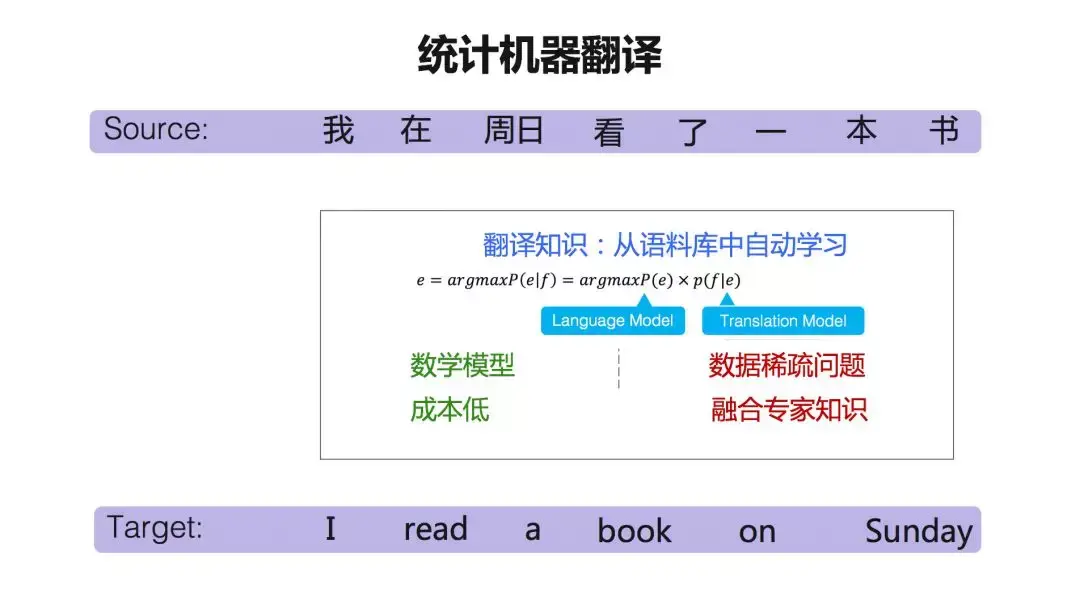 统计机器翻译
Source: 我 在 周日 看 了 一 本 书
翻译知识：从语料库中自动学习
e = argmaxP(e|f) = argmaxP(e) × p(f|e)
Language Model Translation Model
数学模型 数据稀疏问题
成本低 融合专家知识
Target: I read a book on Sunday